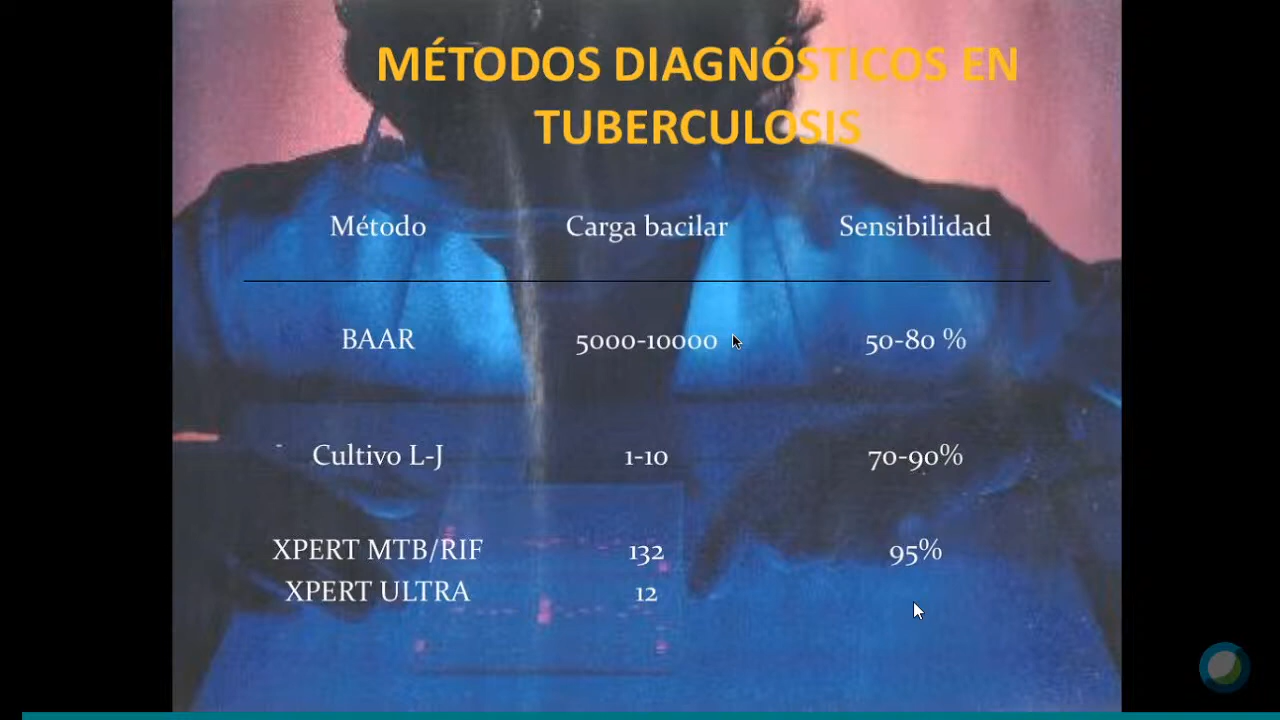 MÉTODOS DIAGNÓSTICOS EN
TUBERCULOSIS
Método Carga bacilar Sensibilidad
BAAR 5000-10000 50-80 %
Cultivo L-J 1-10 70-90%
XPERT MTB/RIF 132 95%
XPERT ULTRA 12